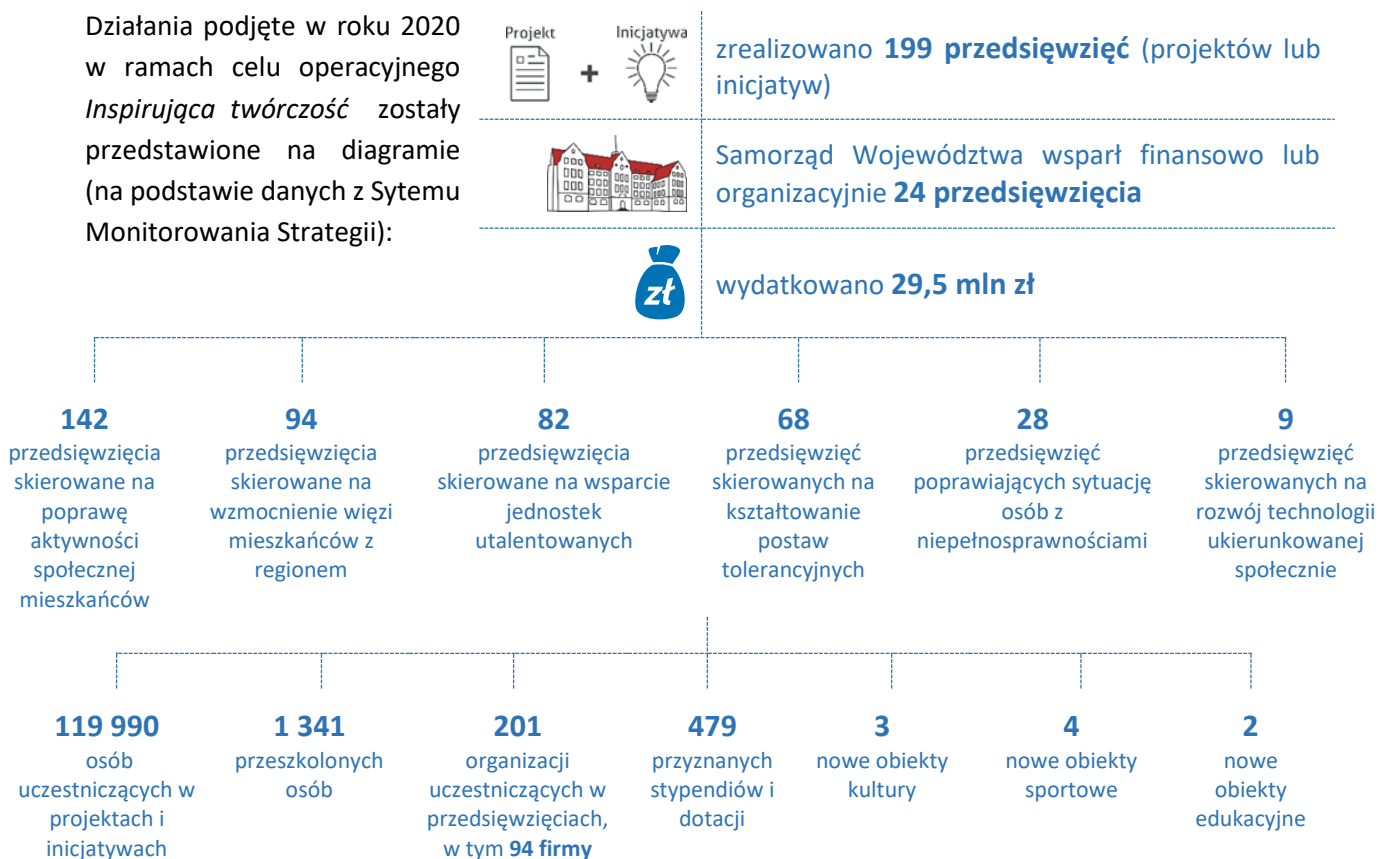 Działania podjęte w roku 2020
w ramach celu operacyjnego
Inspirująca twórczość zostały
przedstawione na diagramie
(na podstawie danych z Sytemu
Monitorowania Strategii):
Projekt
+
Inicjatywa
zrealizowano 199 przedsięwzięć (projektów lub
inicjatyw)
Samorząd Województwa wsparł finansowo lub
organizacyjnie 24 przedsięwzięcia
zł
wydatkowano 29,5 mln zł
142
przedsięwzięcia
skierowane na
poprawę
aktywności
społecznej
mieszkańców
94
przedsięwzięcia
skierowane na
wzmocnienie więzi
mieszkańców z
regionem
82
przedsięwzięcia
skierowane na wsparcie
jednostek
utalentowanych
68
przedsięwzięć
skierowanych na
kształtowanie
postaw
tolerancyjnych
28
przedsięwzięć
poprawiających sytuację
osób z
niepełnosprawnościami
9
przedsięwzięć
skierowanych na
rozwój technologii
ukierunkowanej
społecznie
119 990
osób
uczestniczących w
projektach i
inicjatywach
1 341
przeszkolonych
osób
201
organizacji
uczestniczących w
przedsięwzięciach,
w tym 94 firmy
479
przyznanych
stypendiów i
dotacji
3
nowe obiekty
kultury
4
nowe obiekty
sportowe
2
nowe
obiekty
edukacyjne